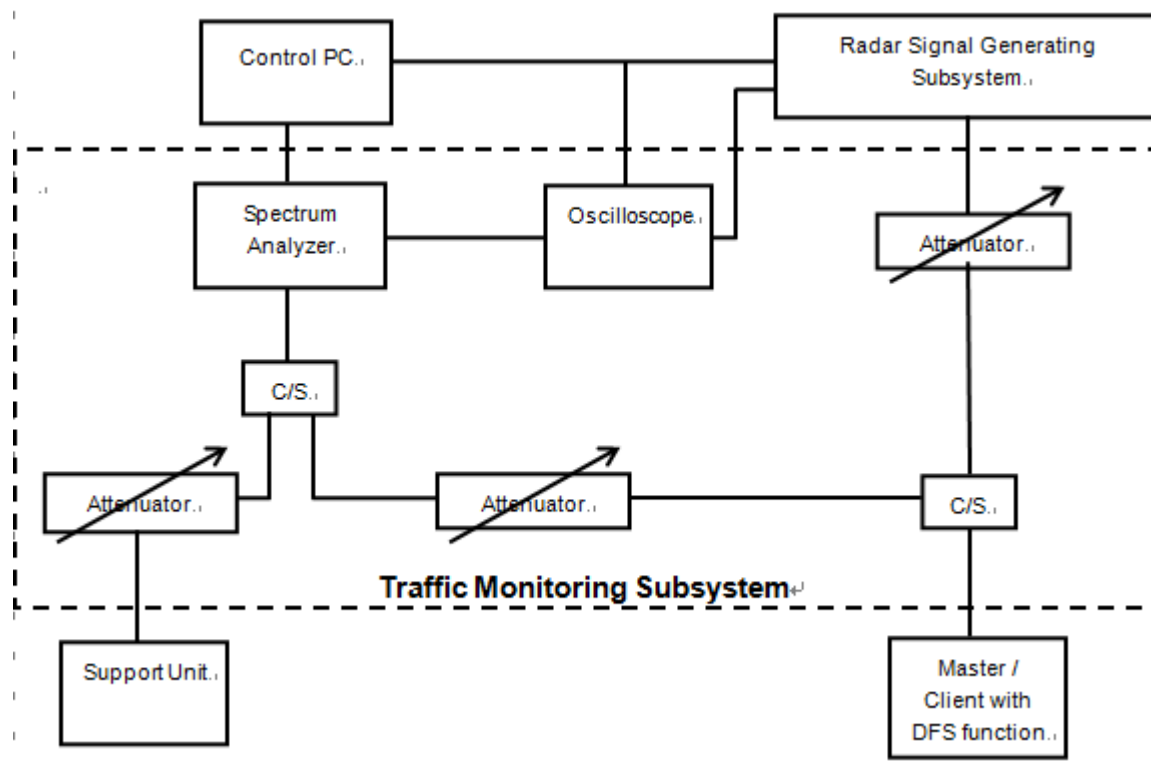 Control PC.
Radar Signal Generating
Subsystem.
Spectrum
Analyzer.
Oscilloscope.
Attenuator.
C/S.
Attenuator.
Attenuator.
C/S.
Traffic Monitoring Subsystem↵
Support Unit.
Master /
Client with
DFS function.